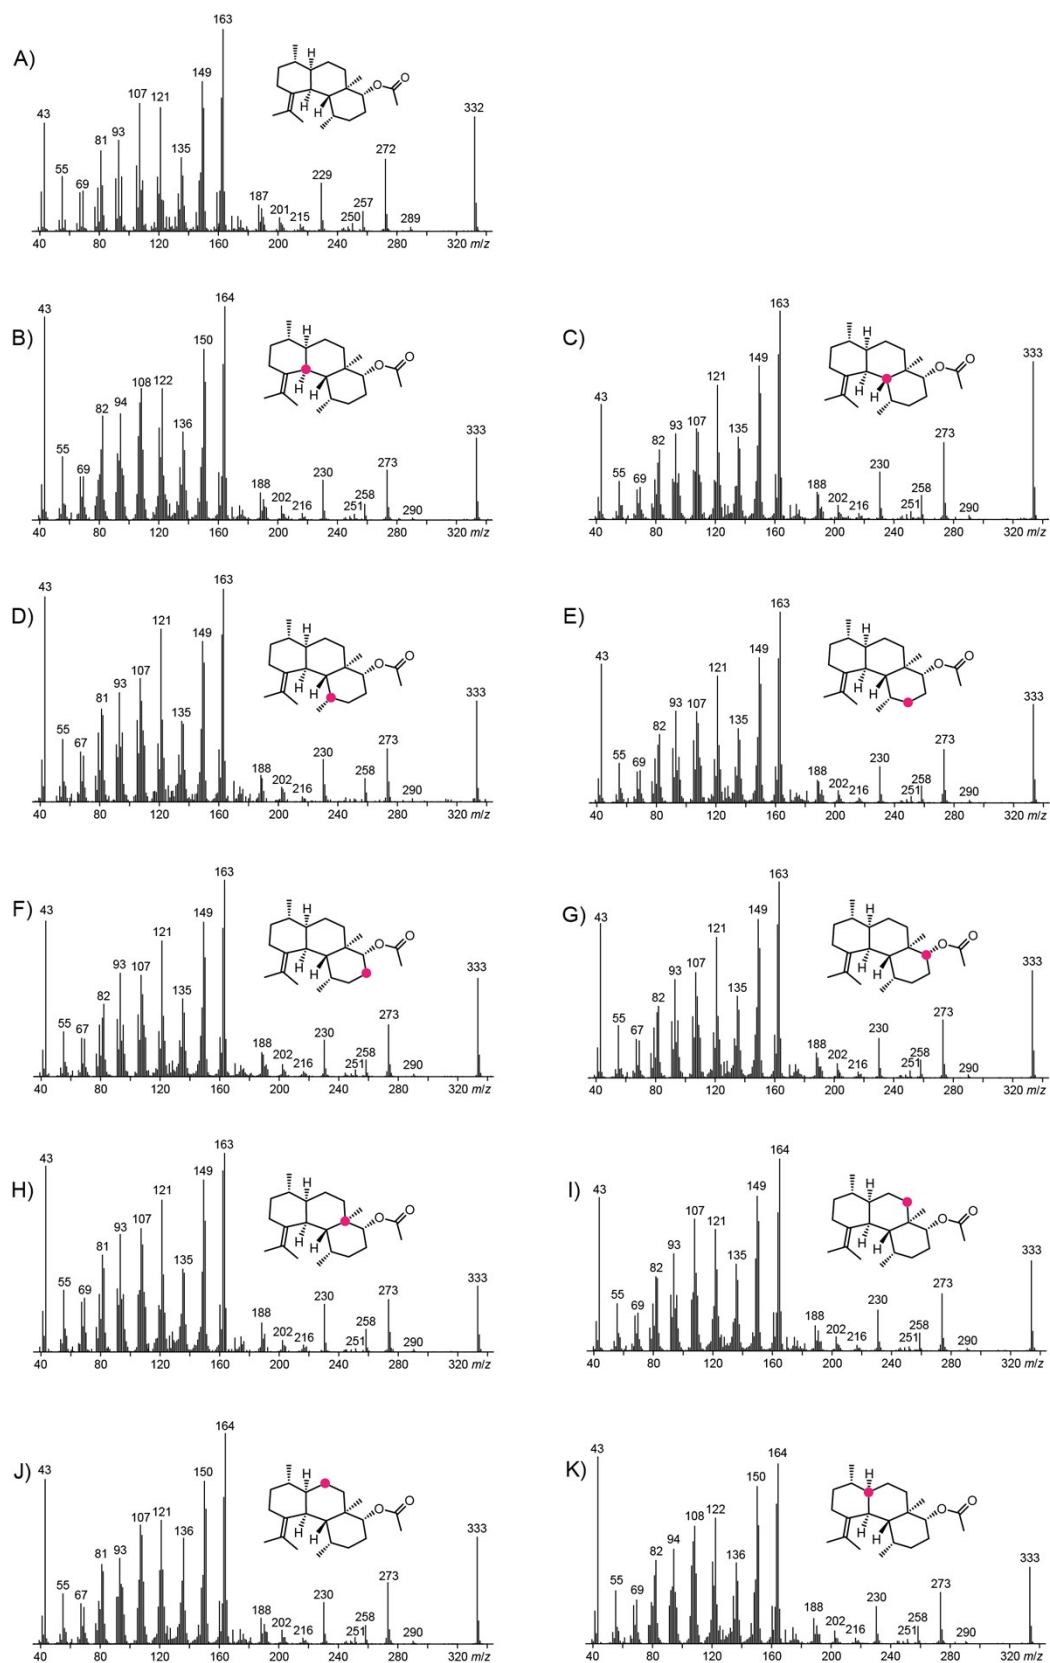 A)
43 55 69 81 93 107 121 135 149 163 187 201 215 229 250 257 272 289 332
H H H O O
40 80 120 160 200 240 280 320 m/z
B)
43 55 69 82 94 108 122 136 150 164 188 202 216 230 251 258 273 290 333
H H H O O
40 80 120 160 200 240 280 320 m/z
C)
43 55 69 82 93 107 121 135 149 163 188 202 216 230 251 258 273 290 333
H H H O O
40 80 120 160 200 240 280 320 m/z
D)
43 55 67 81 93 107 121 135 149 163 188 202 216 230 258 273 290 333
H H H O O
40 80 120 160 200 240 280 320 m/z
E)
43 55 69 82 93 107 121 135 149 163 188 202 216 230 251 258 273 290 333
H H H O O
40 80 120 160 200 240 280 320 m/z
F)
43 55 67 82 93 107 121 135 149 163 188 202 216 230 251 258 273 290 333
H H H O O
40 80 120 160 200 240 280 320 m/z
G)
43 55 67 82 93 107 121 135 149 163 188 202 216 230 251 258 273 290 333
H H H O O
40 80 120 160 200 240 280 320 m/z
H)
43 55 69 81 93 107 121 135 149 163 188 202 216 230 251 258 273 290 333
H H H O O
40 80 120 160 200 240 280 320 m/z
I)
43 55 69 82 93 107 121 135 149 164 188 202 216 230 251 258 273 290 333
H H H O O
40 80 120 160 200 240 280 320 m/z
J)
43 55 67 81 93 107 121 136 150 164 188 202 216 230 251 258 273 290 333
H H H O O
40 80 120 160 200 240 280 320 m/z
K)
43 55 69 82 94 108 122 136 150 164 188 202 216 230 251 258 273 290 333
H H H O O
40 80 120 160 200 240 280 320 m/z